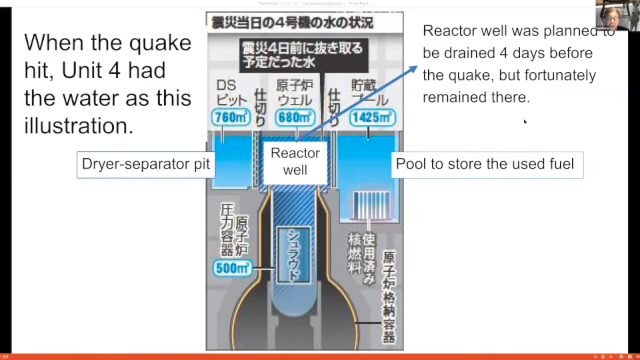 When the quake
hit, Unit 4 had
the water as this
illustration.
震災当日の4号機の水の状況
震災4日前に抜き取る
予定だった水
Reactor well was planned to
be drained 4 days before
the quake, but fortunately
remained there.
DS
ピット
760m³
仕切り
原子炉
ウェル
680m³
仕切り
貯蔵
プール
1425m³
Dryer-separator pit
Reactor
well
Pool to store the used fuel
原子炉
圧力容器
500m³
シュラウド
使用済み
核燃料
原子炉格納容器